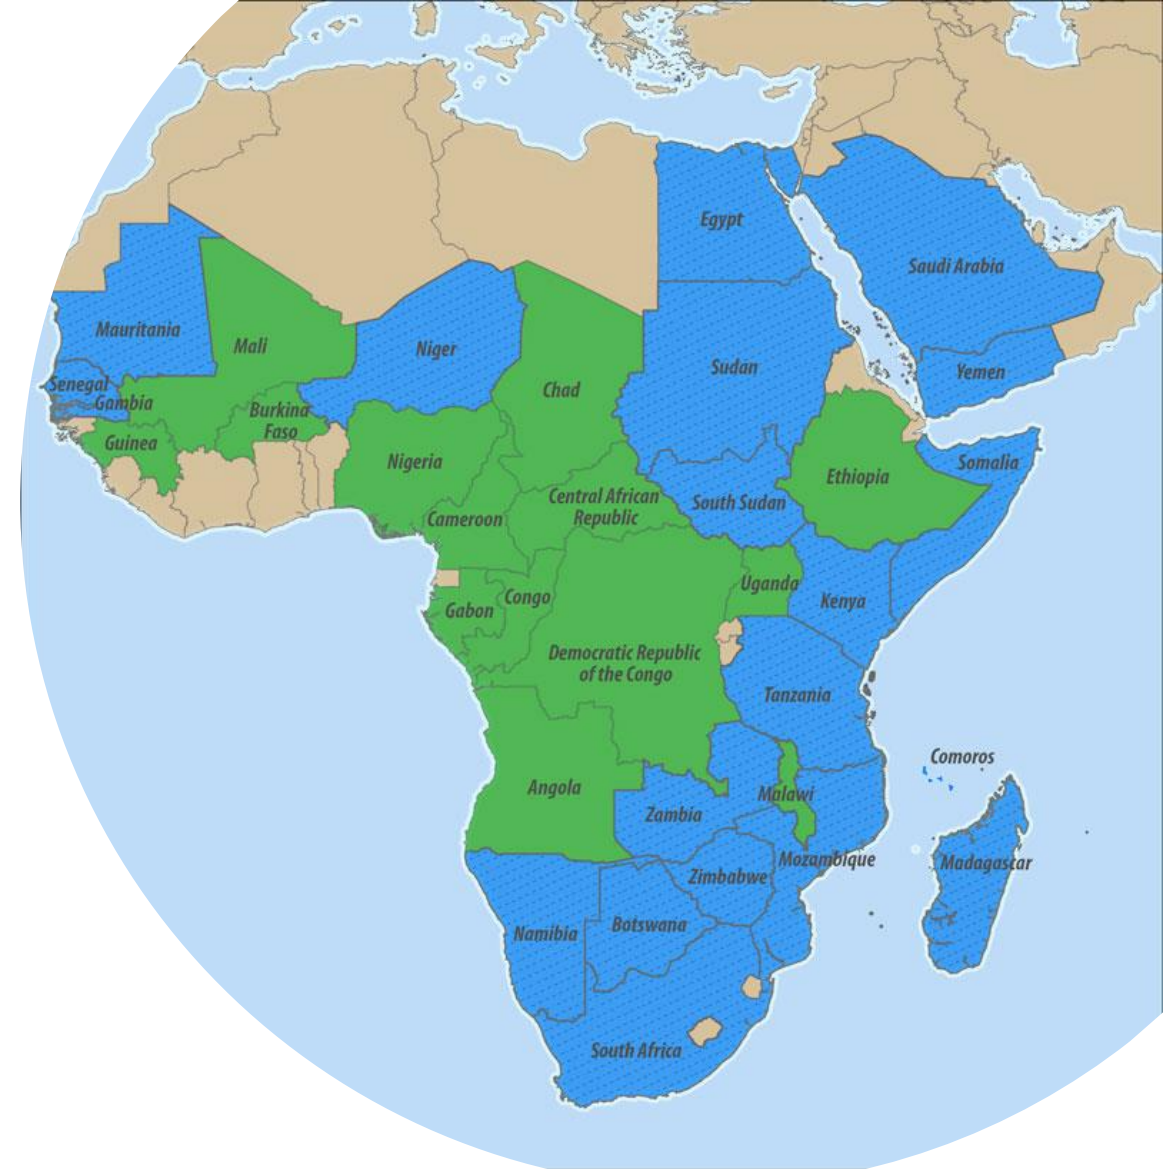 Egypt
Saudi Arabia
Mauritania
Mali
Niger
Sudan
Yemen
Senegal
Gambia
Chad
Burkina
Faso
Guinea
Nigeria
Somalia
Ethiopia
Central African
Republic
South Sudan
Cameroon
Uganda
Congo
Kenya
Gabon
Democratic Republic
of the Congo
Tanzania
Comoros
Angola
Malawi
Zambia
Mozambique
Madagascar
Zimbabwe
Botswana
Namibia
South Africa